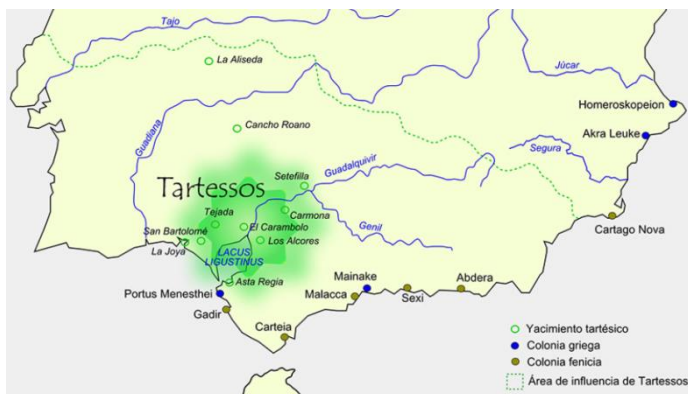 Tajo
La Aliseda
Júcar
Homeroskopeion
Akra Leuke
Cancho Roano
Guadiana
Segura
Guadalquivir
Setefilla
Tartessos
Carmona
Tejada
Genil
Cartago Nova
San Bartolomé
El Carambolo
Los Alcores
La Joya
LACUS
LIGUSTINUS
Asta Regia
Mainake
Abdera
Portus Menesthei
Malacca
Sexi
Gadir
Carteia
Yacimiento tartésico
Colonia griega
Colonia fenicia
Área de influencia de Tartessos